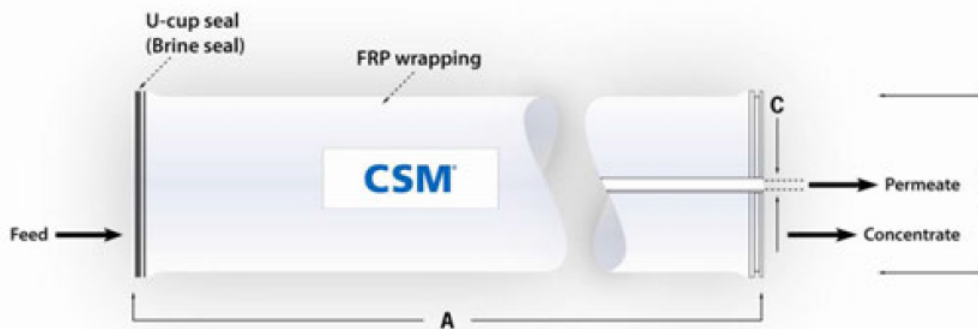 U-cup seal
(Brine seal)
FRP wrapping
C
CSM
Permeate
Feed
Concentrate
A